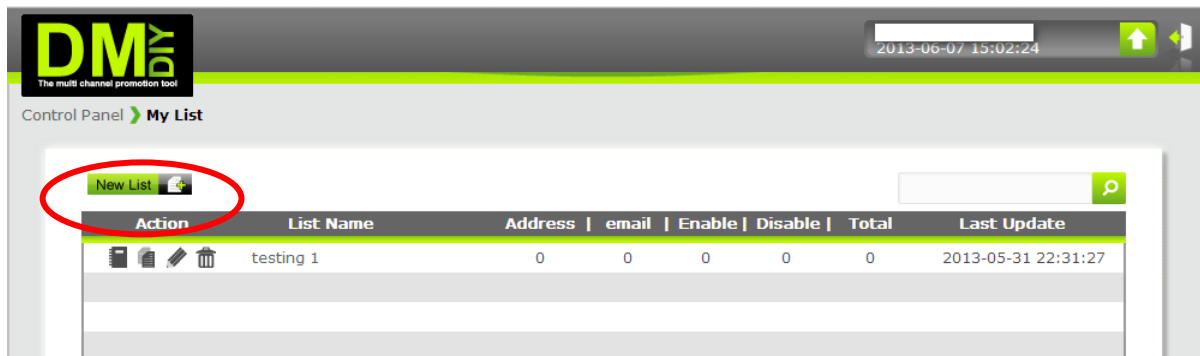 DM DIY
The multi channel promotion tool
2013-06-07 15:02:24
Control Panel My List
New List
Action List Name Address | email | Enable | Disable | Total Last Update
testing 1 0 0 0 0 0 2013-05-31 22:31:27